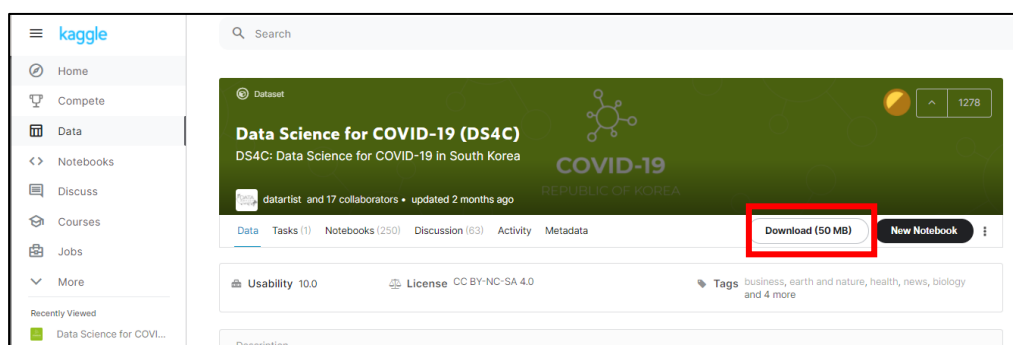 kaggle
Search
Home
Compete
Data
Notebooks
Discuss
Courses
Jobs
More
Recently Viewed
Data Science for COVI...
Dataset
1278
Data Science for COVID-19 (DS4C)
DS4C: Data Science for COVID-19 in South Korea
COVID-19
REPUBLIC OF KOREA
datartist and 17 collaborators • updated 2 months ago
Data Tasks (1) Notebooks (250) Discussion (63) Activity Metadata Download (50 MB) New Notebook
Usability 10.0 License CC BY-NC-SA 4.0 Tags business, earth and nature, health, news, biology
and 4 more
Description